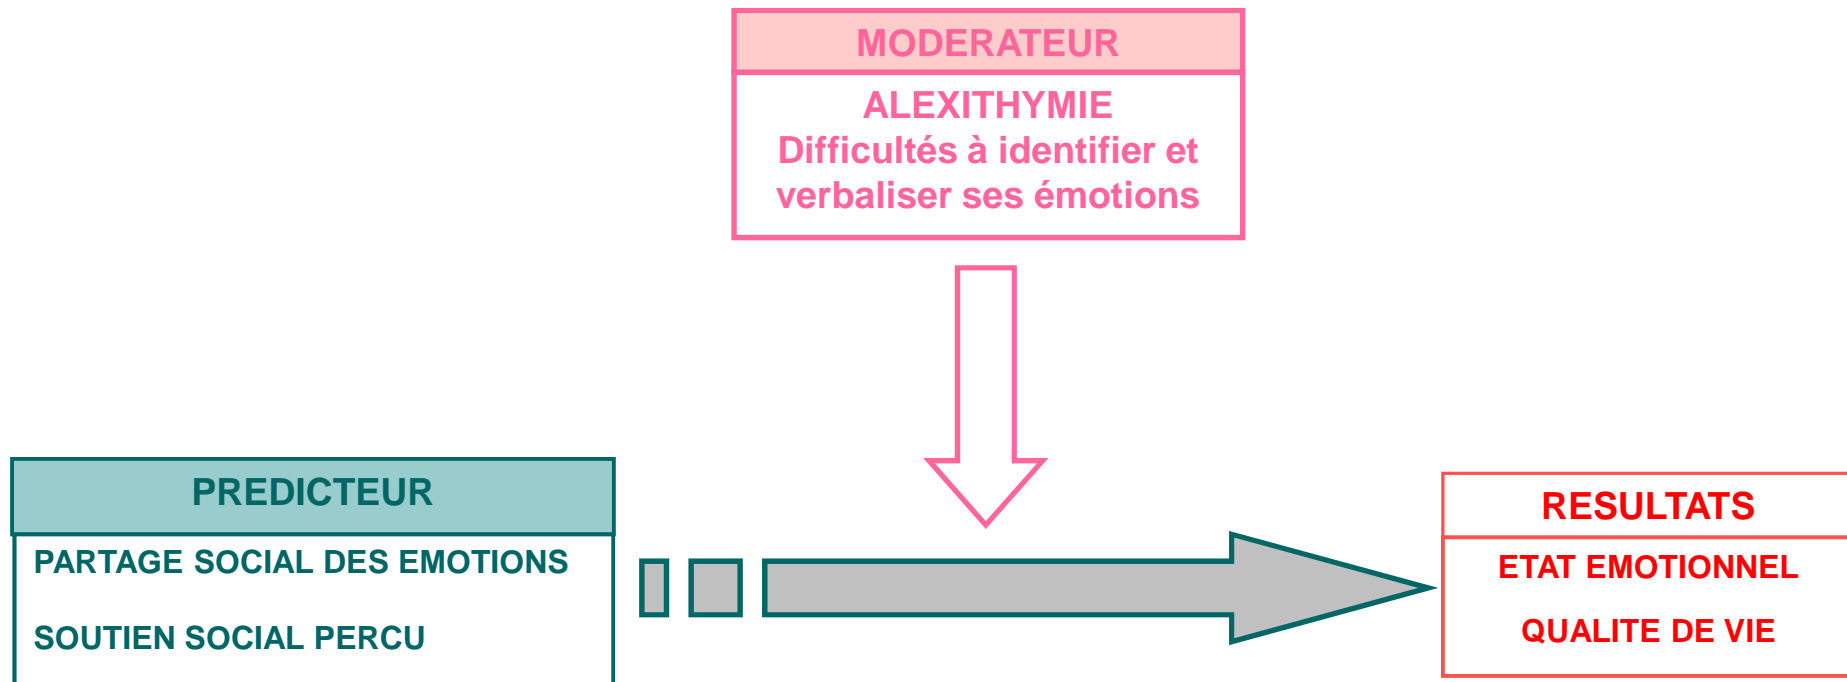 MODERATEUR
ALEXITHYMIE
Difficultés à identifier et
verbaliser ses émotions
PREDICTEUR
PARTAGE SOCIAL DES EMOTIONS
SOUTIEN SOCIAL PERCU
RESULTATS
ETAT EMOTIONNEL
QUALITE DE VIE